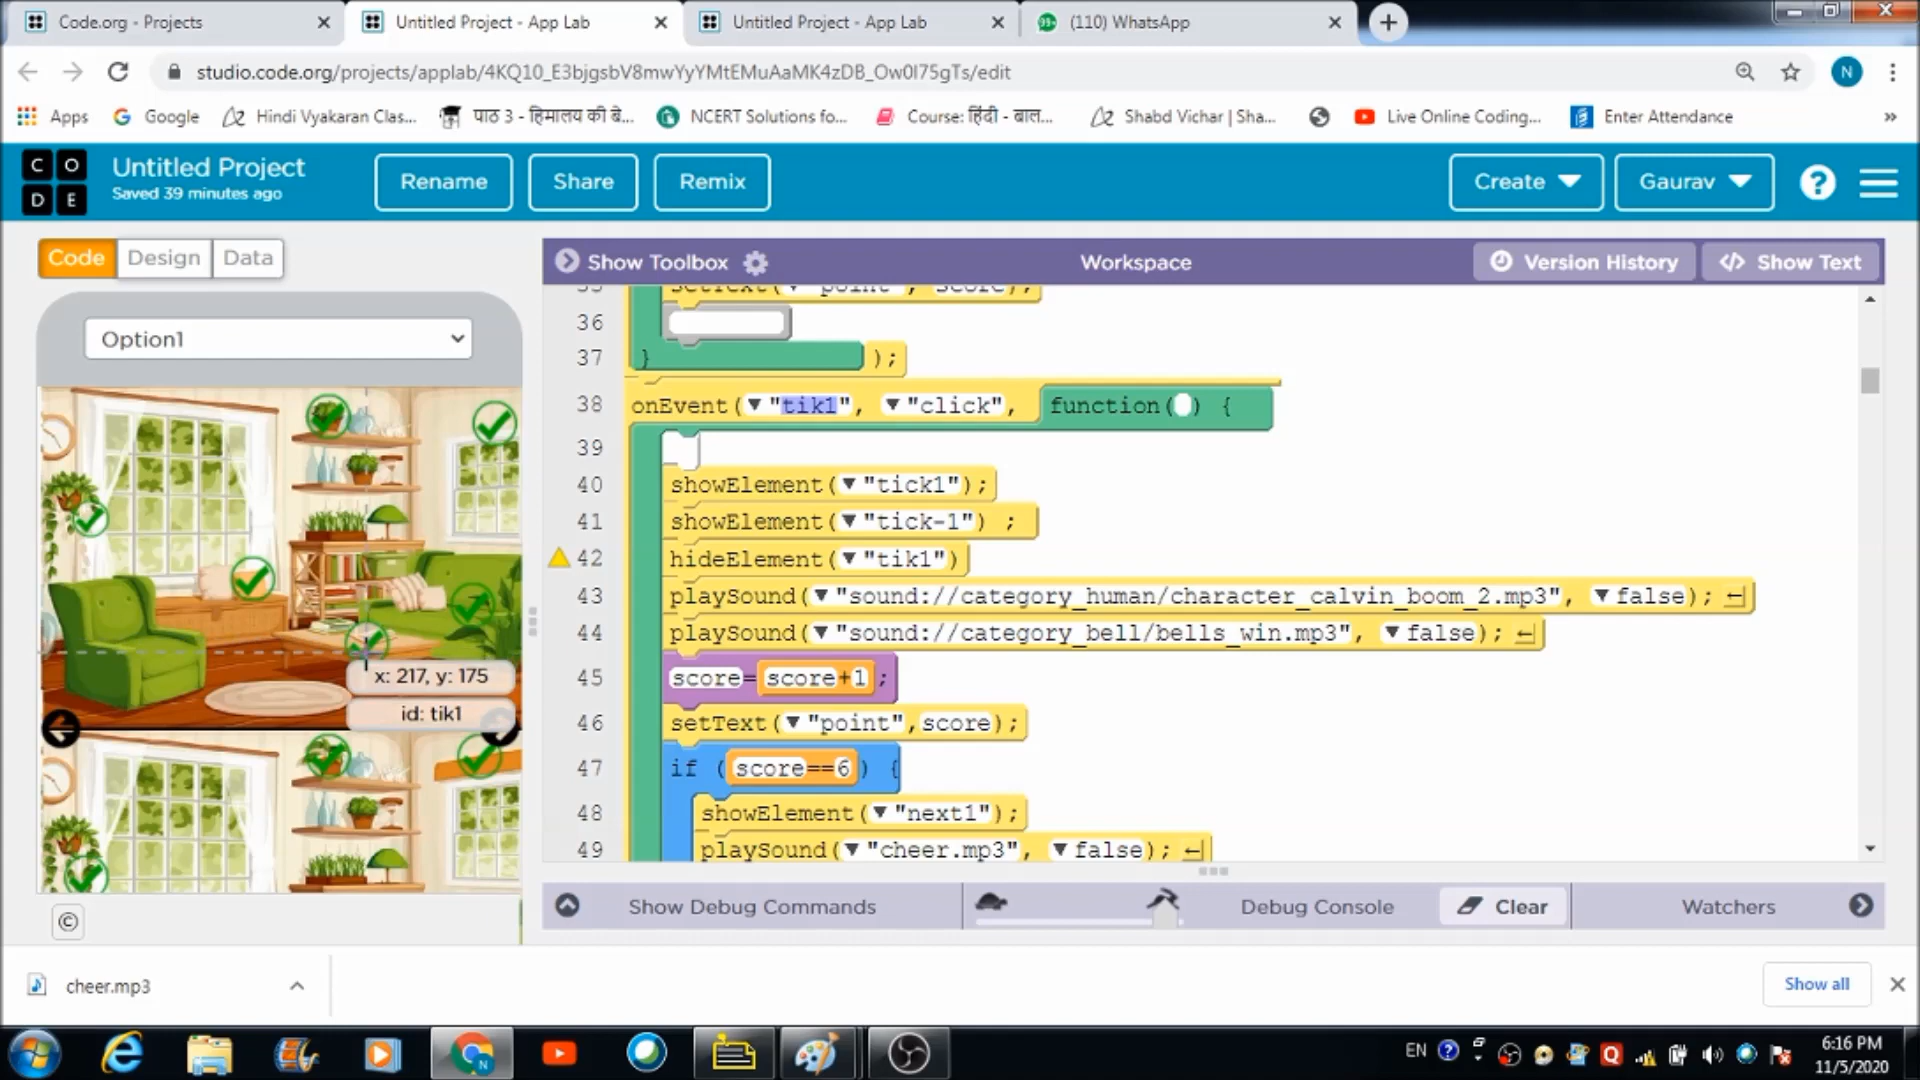 Code.org - Projects
Untitled Project - App Lab
Untitled Project - App Lab
(110) WhatsApp
studio.code.org/projects/applab/4KQ10_E3bjgsbV8mwYyYMtEMuAaMK4zDB_Ow0I75gTs/edit
N
Apps
Google
Hindi Vyakaran Clas...
पाठ 3 - हिमालय की बे...
NCERT Solutions fo...
Course: हिंदी - बाल...
Shabd Vichar | Sha...
Live Online Coding...
Enter Attendance
»
C O
D E
Untitled Project
Saved 39 minutes ago
Rename
Share
Remix
Create
Gaurav
?
Code
Design
Data
Show Toolbox
Workspace
Version History
</> Show Text
Option1
x: 217, y: 175
id: tik1
35 setText( "point", score);
36
37 } );
38 onEvent( "tik1", "click", function( ) {
39
40 showElement( "tick1");
41 showElement( "tick-1") ;
42 hideElement( "tik1")
43 playSound( "sound://category_human/character_calvin_boom_2.mp3", false);
44 playSound( "sound://category_bell/bells_win.mp3", false);
45 score=score+1;
46 setText( "point",score);
47 if (score==6) {
48 showElement( "next1");
49 playSound( "cheer.mp3", false);
©
Show Debug Commands
Debug Console
Clear
Watchers
cheer.mp3
Show all
EN
6:16 PM
11/5/2020